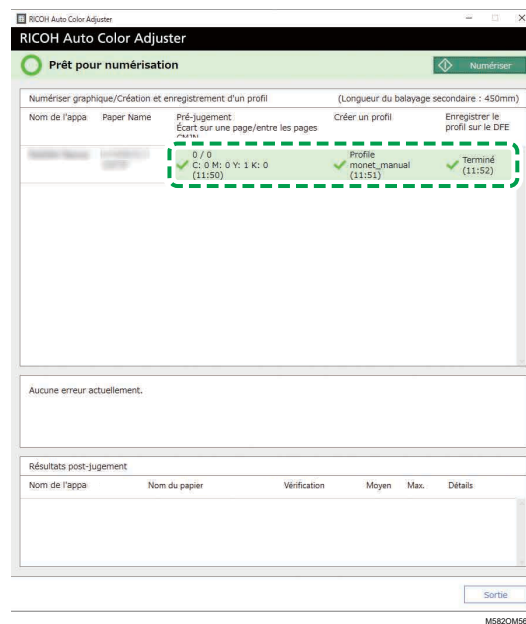 RICOH Auto Color Adjuster
RICOH Auto Color Adjuster
Prêt pour numérisation
Numériser
Numériser graphique/Création et enregistrement d'un profil (Longueur du balayage secondaire : 450mm)
Nom de l'appa Paper Name Pré-jugement Créer un profil Enregistrer le
Écart sur une page/entre les pages profil sur le DFE
CMJN
0 / 0 Profile
C: 0 M: 0 Y: 1 K: 0 monet_manual Terminé
(11:50) (11:51) (11:52)
Aucune erreur actuellement.
Résultats post-jugement
Nom de l'appa Nom du papier Vérification Moyen Max. Détails
Sortie
M582OM56